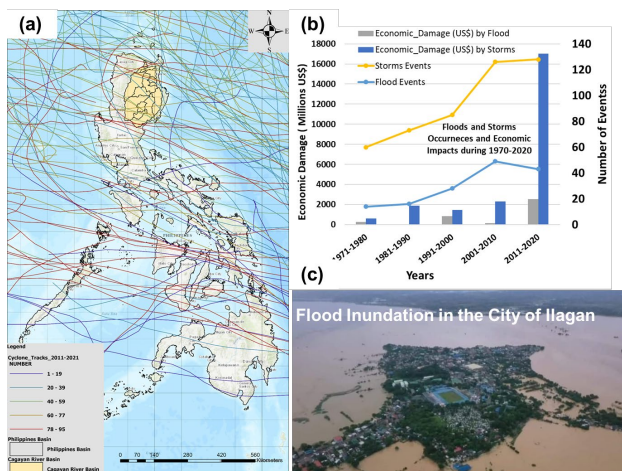 (a)
N
W
E
S
PHILIPPINES
Legend
Cyclone_Tracks_2011-2021
NUMBER
1 - 19
20 - 39
40 - 59
60 - 77
78 - 95
Philippines Basin
Philippines Basin
Cagayan River Basin
Cagayan River Basin
0 70 140 280 420 560
Kilometers
(b)
Economic_Damage (US$) by Flood
Economic_Damage (US$) by Storms
Storms Events
Flood Events
Economic Damage ( Millions US$)
18000
16000
14000
12000
10000
8000
6000
4000
2000
0
Floods and Storms
Occurneces and Economic
Impacts during 1970-2020
140
120
100
80
60
40
20
0
Number of Eventss
1971-1980
1981-1990
1991-2000
2001-2010
2011-2020
Years
(c)
Flood Inundation in the City of Ilagan